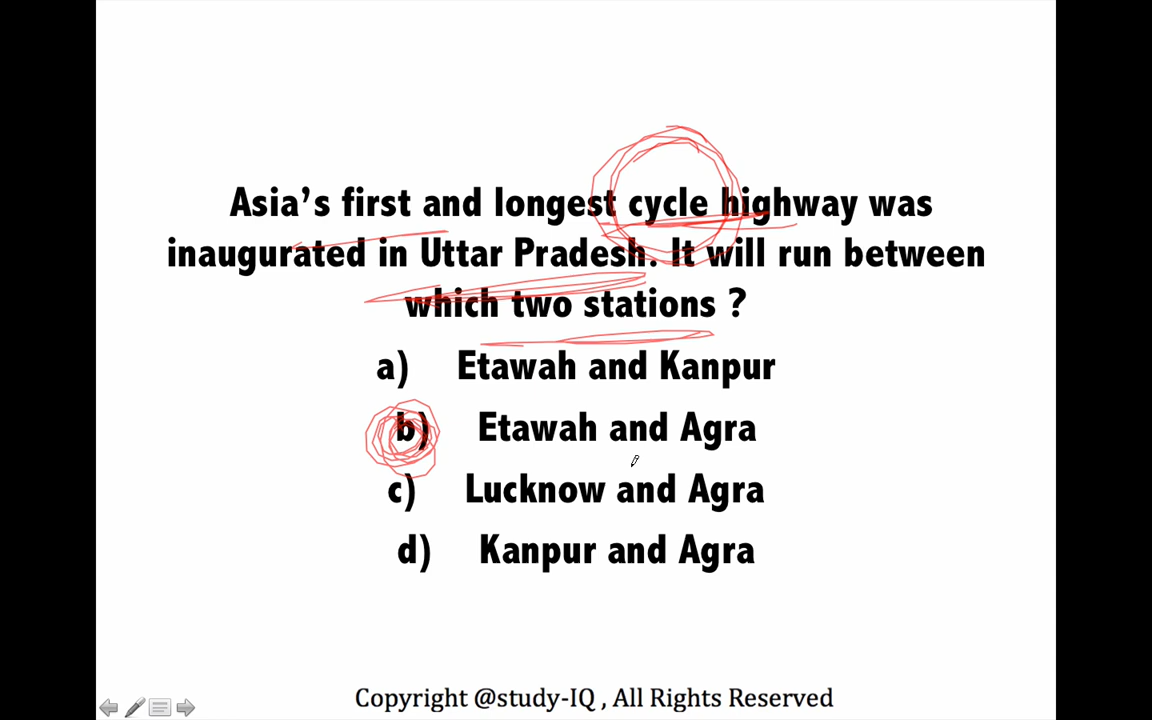 Asia’s first and longest cycle highway was
inaugurated in Uttar Pradesh. It will run between
which two stations ?
a) Etawah and Kanpur
b) Etawah and Agra
c) Lucknow and Agra
d) Kanpur and Agra
Copyright @study-IQ , All Rights Reserved